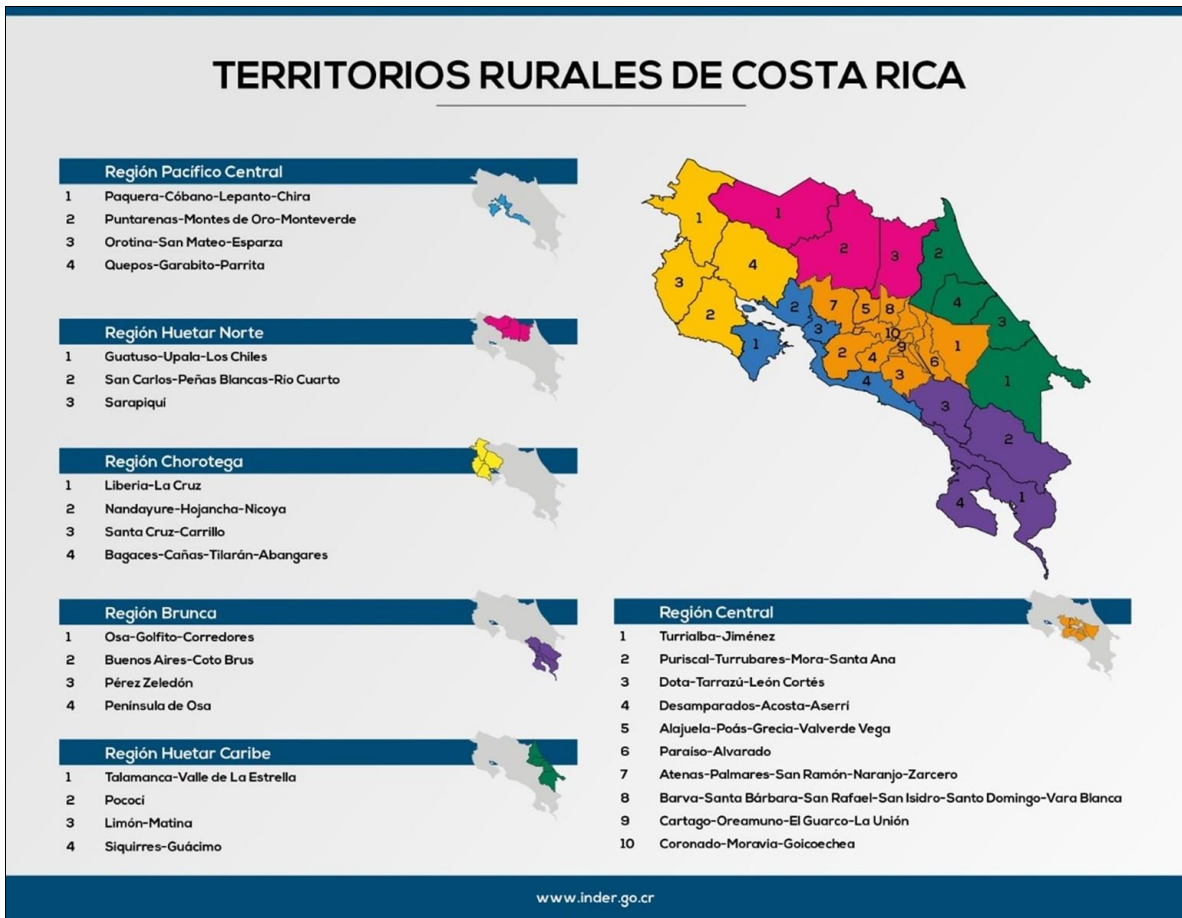 TERRITORIOS RURALES DE COSTA RICA
Región Pacífico Central
1 Paquera-Cóbano-Lepanto-Chira
2 Puntarenas-Montes de Oro-Monteverde
3 Orotina-San Mateo-Esparza
4 Quepos-Garabito-Parrita
Región Huetar Norte
1 Guatuso-Upala-Los Chiles
2 San Carlos-Peñas Blancas-Río Cuarto
3 Sarapiquí
Región Chorotega
1 Liberia-La Cruz
2 Nandayure-Hojancha-Nicoya
3 Santa Cruz-Carrillo
4 Bagaces-Cañas-Tilarán-Abangares
Región Brunca
1 Osa-Golfito-Corredores
2 Buenos Aires-Coto Brus
3 Pérez Zeledón
4 Península de Osa
Región Huetar Caribe
1 Talamanca-Valle de La Estrella
2 Pococí
3 Limón-Matina
4 Siquirres-Guácimo
1
1
2
3
2
4
3
2
4
3
1
2
3
1
7
5
8
10
9
2
4
3
6
1
4
1
3
2
4
1
Región Central
1 Turrialba-Jiménez
2 Puriscal-Turrubares-Mora-Santa Ana
3 Dota-Tarrazú-León Cortés
4 Desamparados-Acosta-Aserrí
5 Alajuela-Poás-Grecia-Valverde Vega
6 Paraíso-Alvarado
7 Atenas-Palmares-San Ramón-Naranjo-Zarcero
8 Barva-Santa Bárbara-San Rafael-San Isidro-Santo Domingo-Vara Blanca
9 Cartago-Oreamuno-El Guarco-La Unión
10 Coronado-Moravia-Goicoechea
www.inder.go.cr